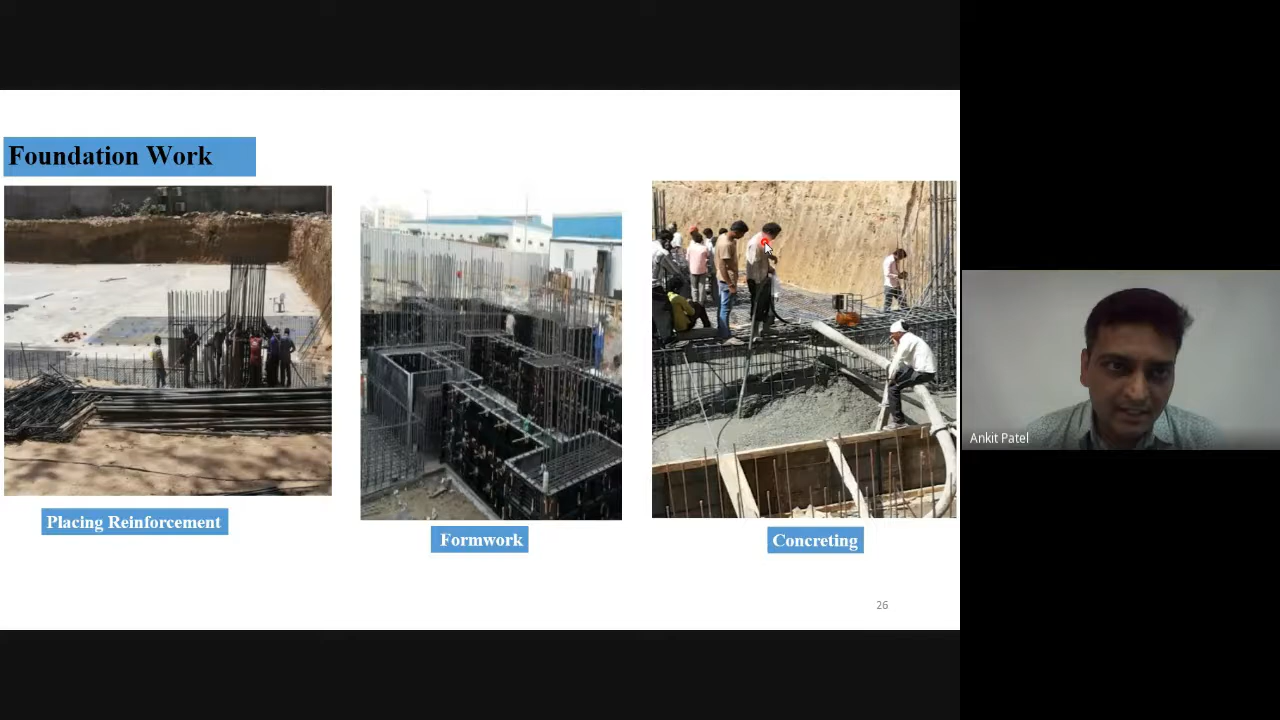 Foundation Work
Placing Reinforcement
Formwork
Concreting
26
Ankit Patel